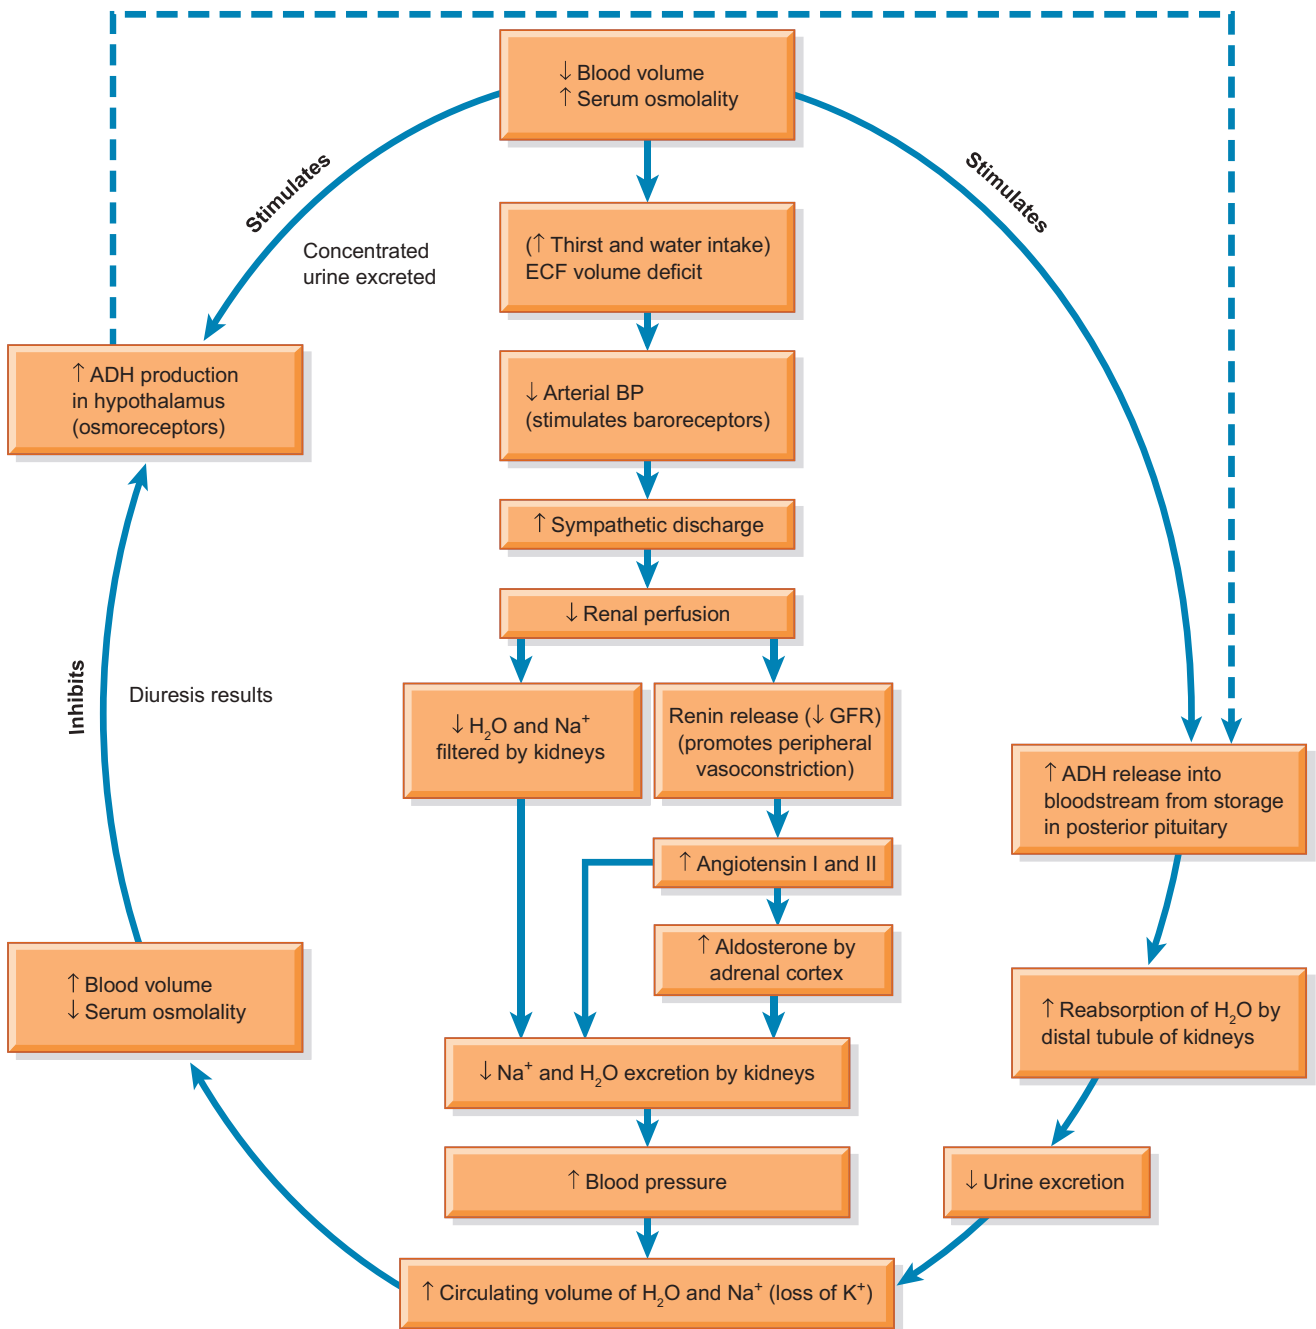 ↓ Blood volume
↑ Serum osmolality
Stimulates
Stimulates
Concentrated
urine excreted
(↑ Thirst and water intake)
ECF volume deficit
↑ ADH production
in hypothalamus
(osmoreceptors)
↓ Arterial BP
(stimulates baroreceptors)
↑ Sympathetic discharge
↓ Renal perfusion
Inhibits
Diuresis results
↓ H₂O and Na⁺
filtered by kidneys
Renin release (↓ GFR)
(promotes peripheral
vasoconstriction)
↑ ADH release into
bloodstream from storage
in posterior pituitary
↑ Angiotensin I and II
↑ Aldosterone by
adrenal cortex
↑ Blood volume
↓ Serum osmolality
↑ Reabsorption of H₂O by
distal tubule of kidneys
↓ Na⁺ and H₂O excretion by kidneys
↑ Blood pressure
↓ Urine excretion
↑ Circulating volume of H₂O and Na⁺ (loss of K⁺)